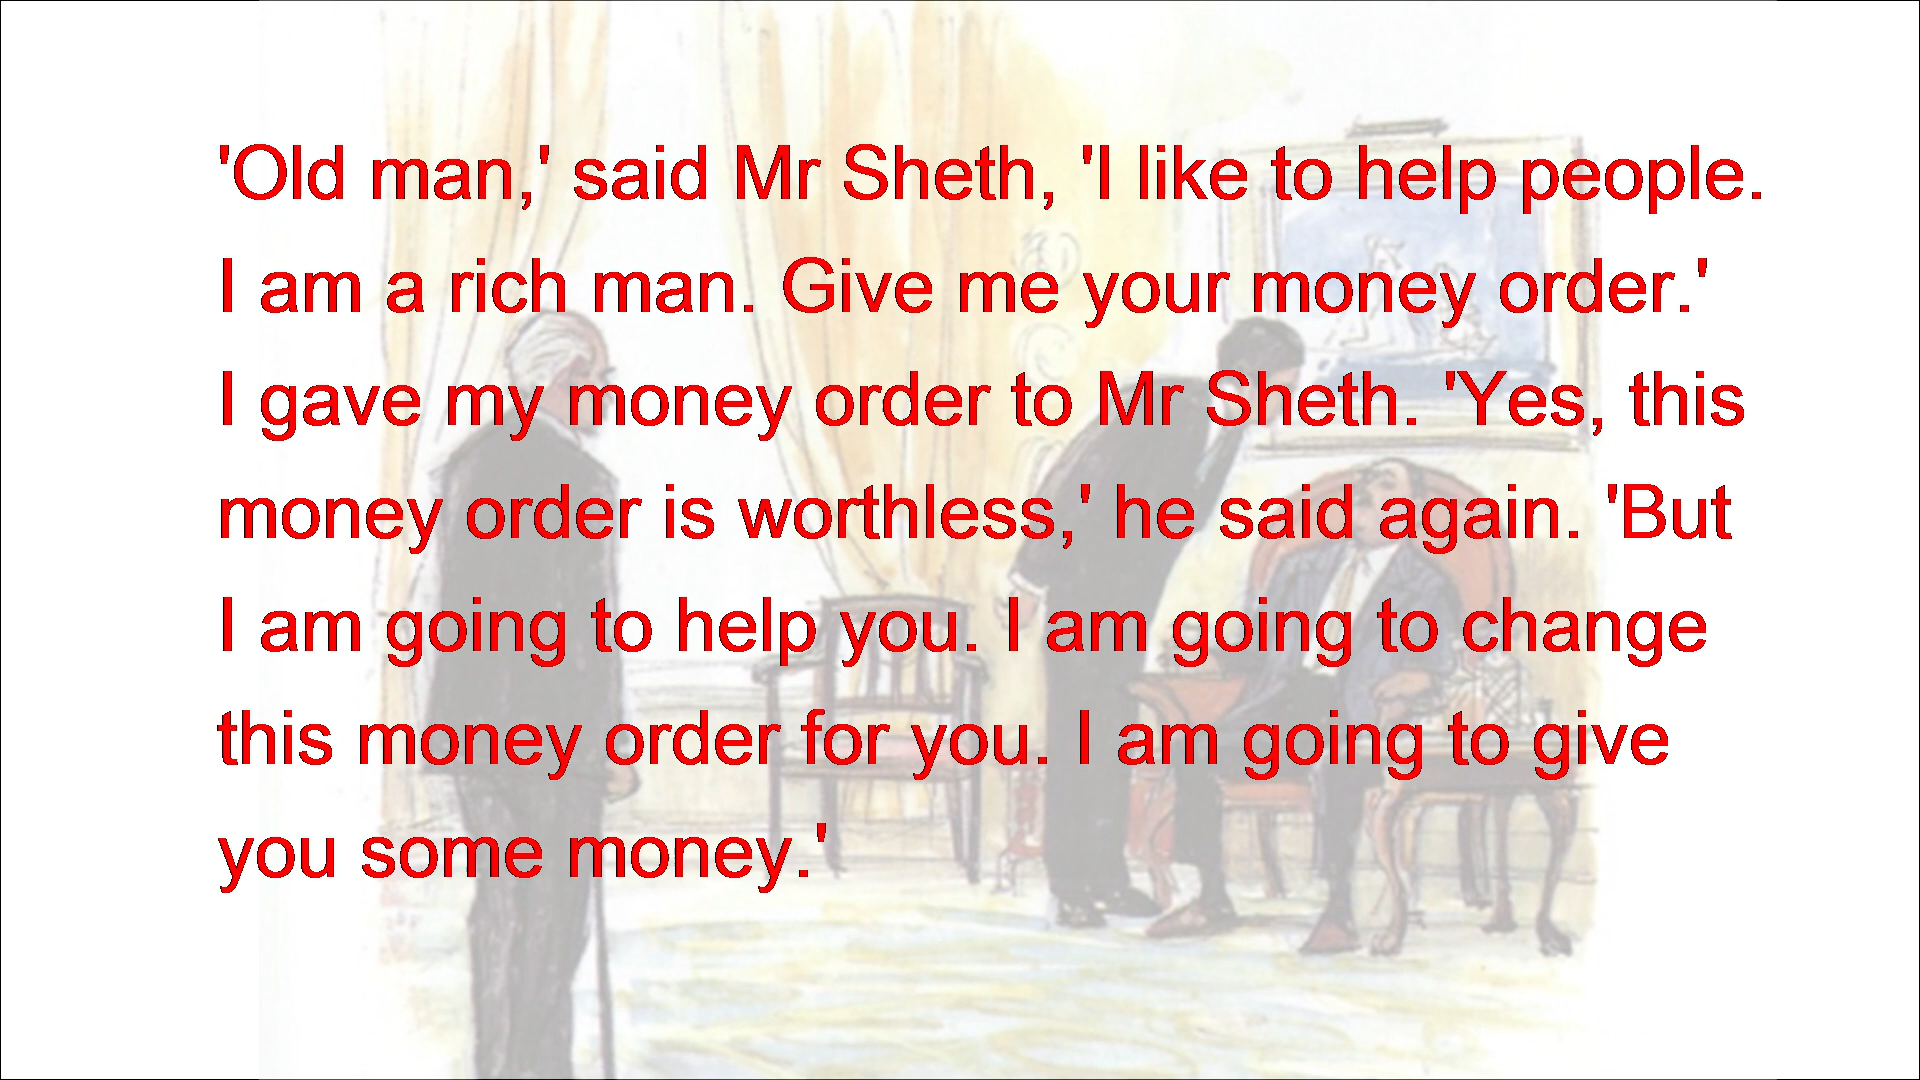 'Old man,' said Mr Sheth, 'I like to help people.
I am a rich man. Give me your money order.'
I gave my money order to Mr Sheth. 'Yes, this
money order is worthless,' he said again. 'But
I am going to help you. I am going to change
this money order for you. I am going to give
you some money.'